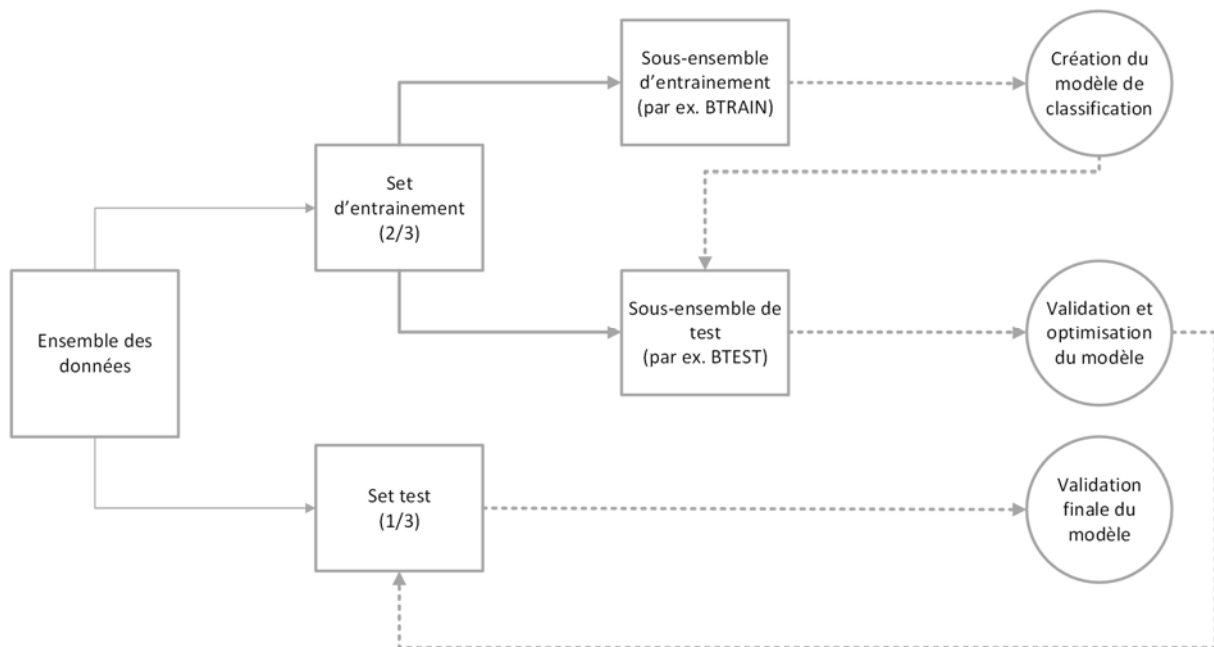 Sous-ensemble
d’entrainement
(par ex. BTRAIN)
Création du
modèle de
classification
Set
d’entrainement
(2/3)
Ensemble des
données
Sous-ensemble de
test
(par ex. BTEST)
Validation et
optimisation
du modèle
Set test
(1/3)
Validation
finale du
modèle